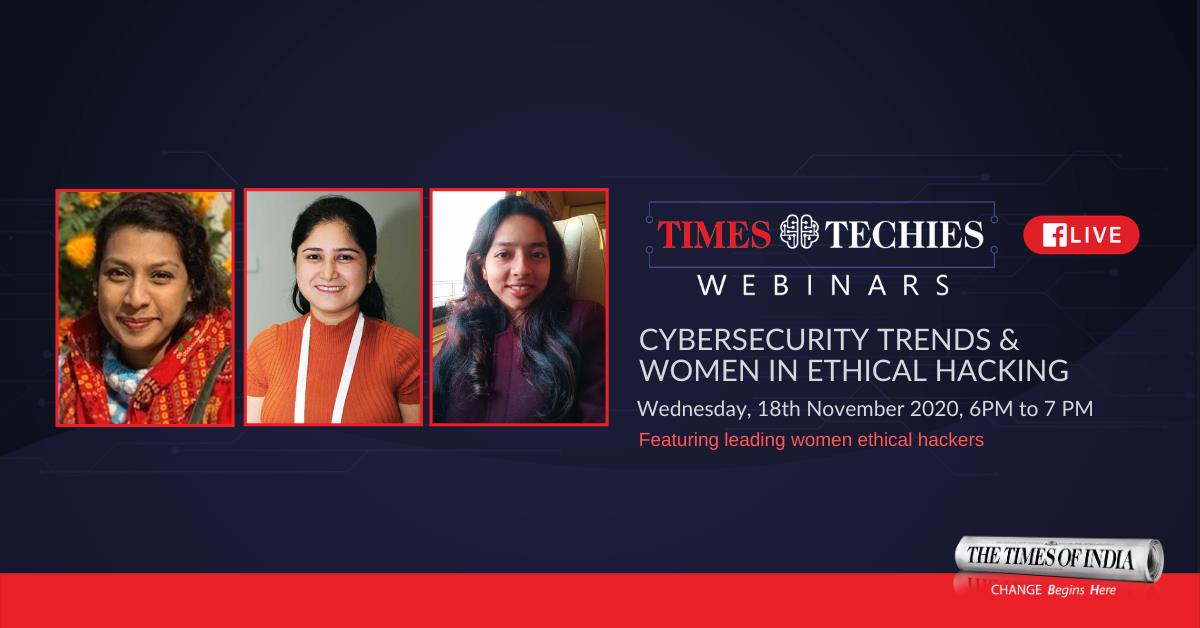 TIMES TECHIES
LIVE
WEBINARS
CYBERSECURITY TRENDS &
WOMEN IN ETHICAL HACKING
Wednesday, 18th November 2020, 6PM to 7 PM
Featuring leading women ethical hackers
THE TIMES OF INDIA
CHANGE Begins Here